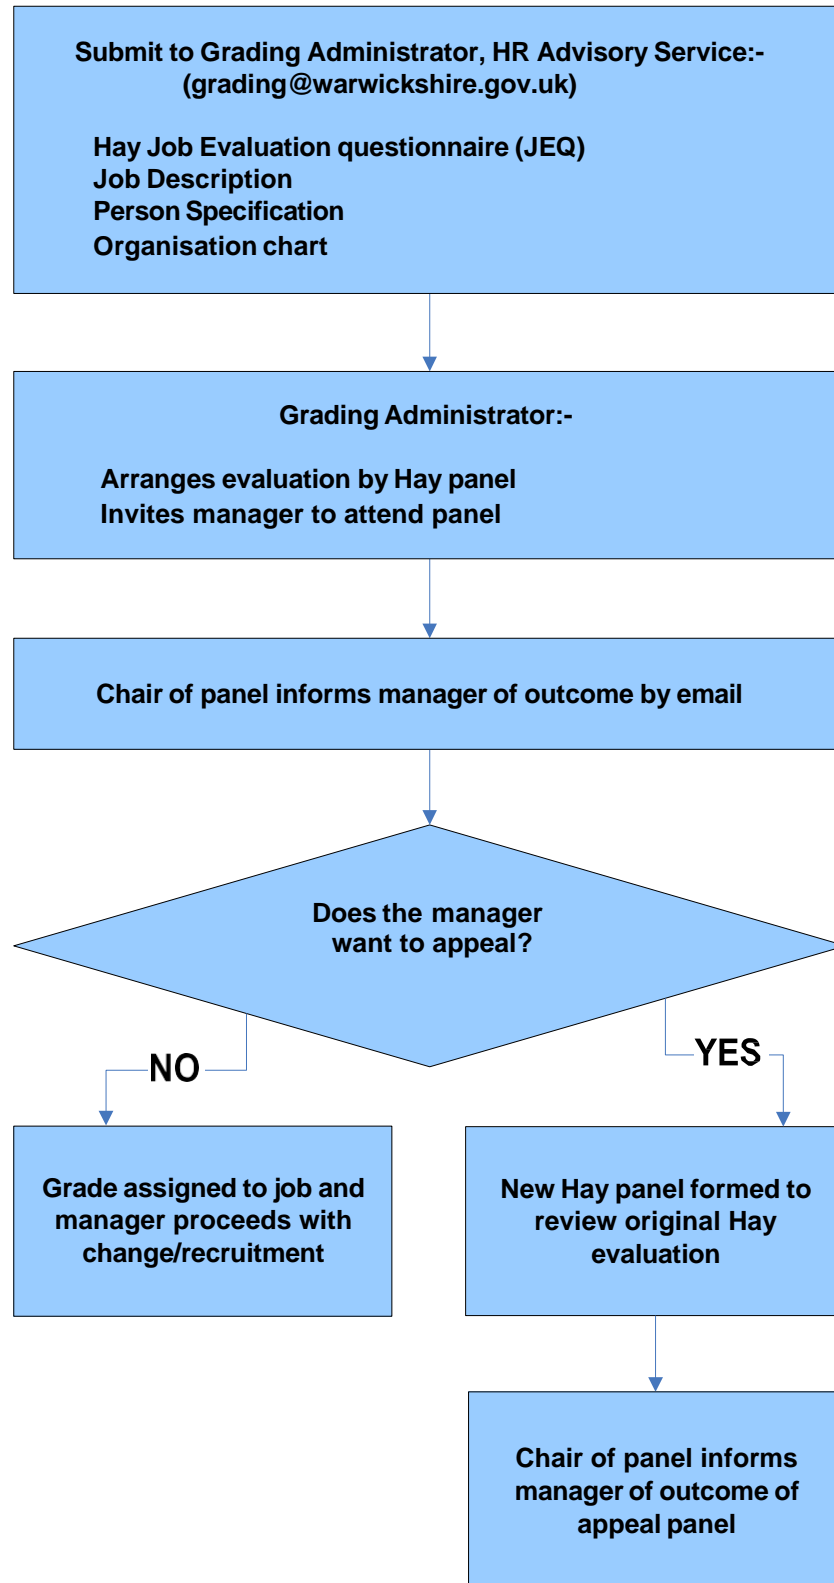 Submit to Grading Administrator, HR Advisory Service:-
(grading@warwickshire.gov.uk)
Hay Job Evaluation questionnaire (JEQ)
Job Description
Person Specification
Organisation chart
Grading Administrator:-
Arranges evaluation by Hay panel
Invites manager to attend panel
Chair of panel informs manager of outcome by email
Does the manager
want to appeal?
NO
YES
Grade assigned to job and
manager proceeds with
change/recruitment
New Hay panel formed to
review original Hay
evaluation
Chair of panel informs
manager of outcome of
appeal panel